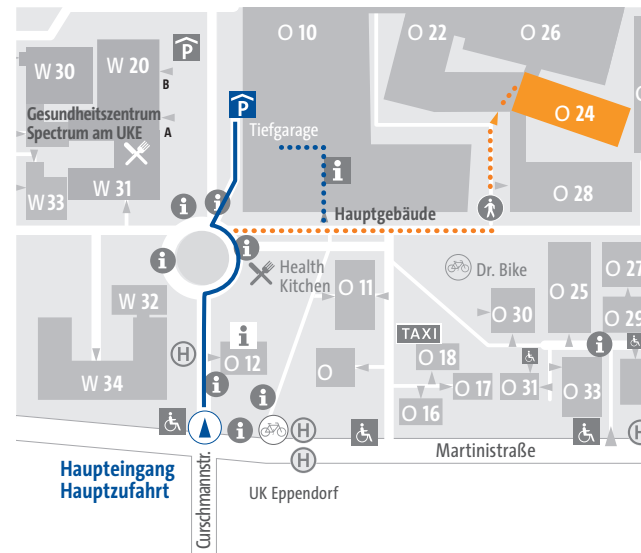 O 10
O 22
O 26
W 30
W 20
P
B
P
O 24
Gesundheitszentrum
Spectrum am UKE
A
Tiefgarage
i
W 31
W 33
O 28
i
i
Hauptgebäude
i
i
Health
Kitchen
Dr. Bike
O 27
O 11
O 25
W 32
O 30
O 29
i
TAXI
H
O 12
O 18
i
O
W 34
O 17
O 31
O 33
i
i
O 16
i
H
H
H
Martinistraße
Haupteingang
Hauptzufahrt
Curschmannstr.
UK Eppendorf